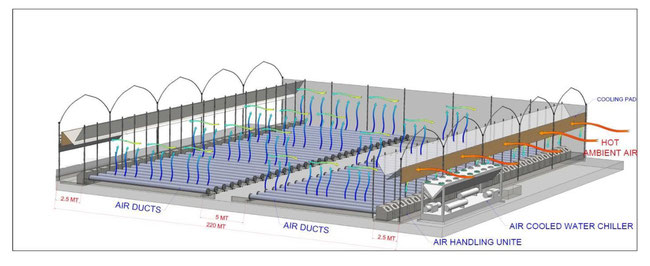 COOLING PAD
HOT
AMBIENT AIR
2.5 MT
AIR DUCTS
5 MT
220 MT
AIR DUCTS
2.5 MT
AIR COOLED WATER CHILLER
AIR HANDLING UNITE